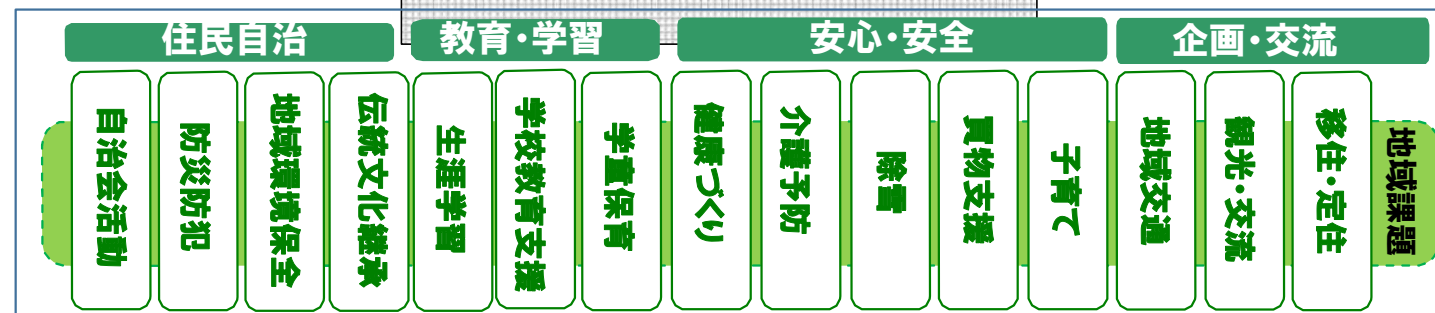 住民自治
教育・学習
安心・安全
企画・交流
自治会活動
防災防犯
地域環境保全
伝統文化継承
生涯学習
学校教育支援
学童保育
健康づくり
介護予防
除雪
買物支援
子育て
地域交通
観光・交流
移住・定住
地域課題